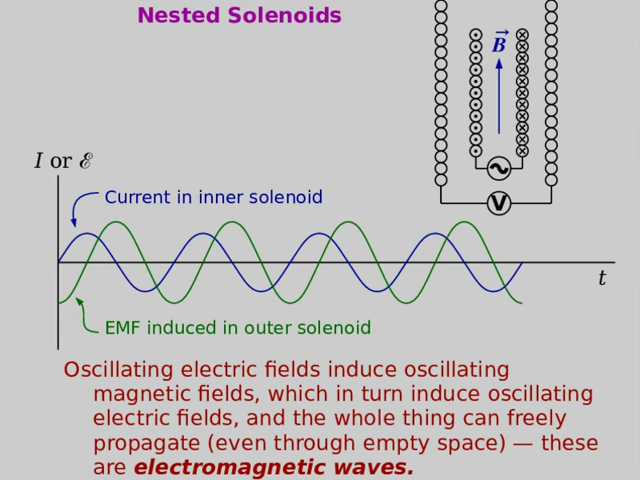 Nested Solenoids
B
I or ℰ
Current in inner solenoid
V
t
EMF induced in outer solenoid
Oscillating electric fields induce oscillating
magnetic fields, which in turn induce oscillating
electric fields, and the whole thing can freely
propagate (even through empty space) — these
are electromagnetic waves.